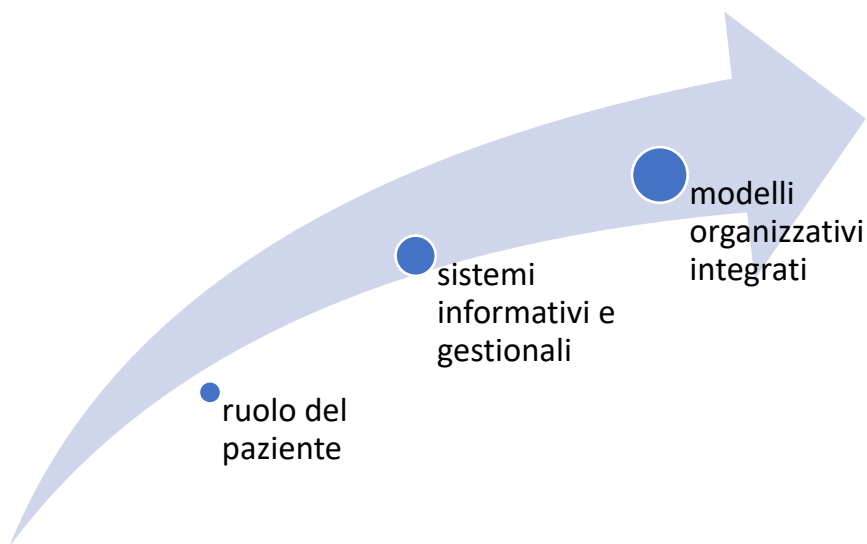 modelli
organizzativi
integrati
sistemi
informativi e
gestionali
ruolo del
paziente